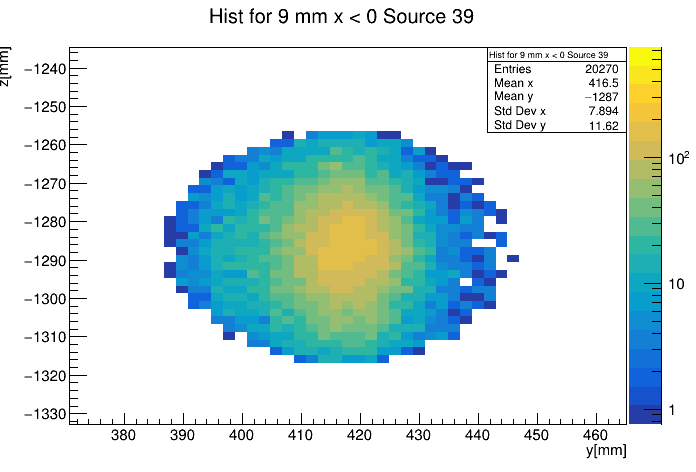 Hist for 9 mm x < 0 Source 39
z[mm]
Hist for 9 mm x < 0 Source 39
Entries 20270
Mean x 416.5
Mean y −1287
Std Dev x 7.894
Std Dev y 11.62
−1240
−1250
−1260
−1270
−1280
−1290
−1300
−1310
−1320
−1330
10²
10
1
380 390 400 410 420 430 440 450 460
y[mm]